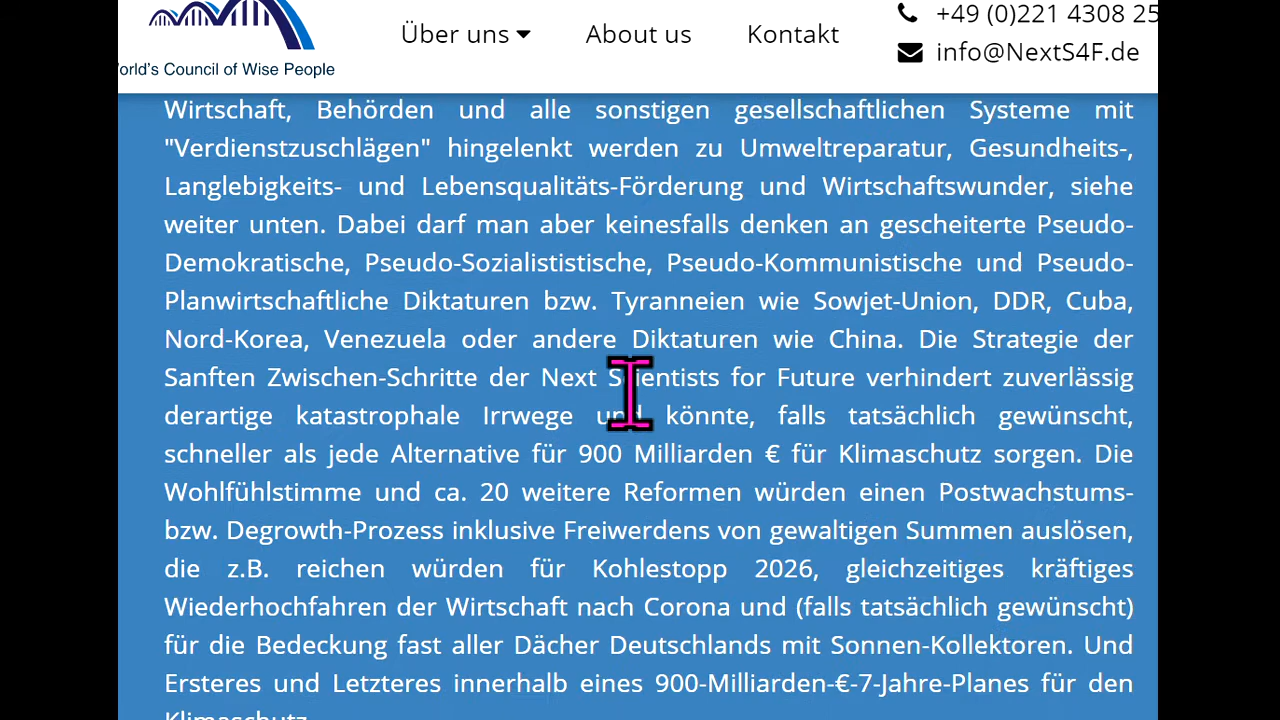 Über uns
About us
Kontakt
+49 (0)221 4308 25
info@NextS4F.de
orld's Council of Wise People
Wirtschaft, Behörden und alle sonstigen gesellschaftlichen Systeme mit
"Verdienstzuschlägen" hingelenkt werden zu Umweltreparatur, Gesundheits-,
Langlebigkeits- und Lebensqualitäts-Förderung und Wirtschaftswunder, siehe
weiter unten. Dabei darf man aber keinesfalls denken an gescheiterte Pseudo-
Demokratische, Pseudo-Sozialististische, Pseudo-Kommunistische und Pseudo-
Planwirtschaftliche Diktaturen bzw. Tyranneien wie Sowjet-Union, DDR, Cuba,
Nord-Korea, Venezuela oder andere Diktaturen wie China. Die Strategie der
Sanften Zwischen-Schritte der Next Scientists for Future verhindert zuverlässig
derartige katastrophale Irrwege und könnte, falls tatsächlich gewünscht,
schneller als jede Alternative für 900 Milliarden € für Klimaschutz sorgen. Die
Wohlfühlstimme und ca. 20 weitere Reformen würden einen Postwachstums-
bzw. Degrowth-Prozess inklusive Freiwerdens von gewaltigen Summen auslösen,
die z.B. reichen würden für Kohlestopp 2026, gleichzeitiges kräftiges
Wiederhochfahren der Wirtschaft nach Corona und (falls tatsächlich gewünscht)
für die Bedeckung fast aller Dächer Deutschlands mit Sonnen-Kollektoren. Und
Ersteres und Letzteres innerhalb eines 900-Milliarden-€-7-Jahre-Planes für den
Klimaschutz.